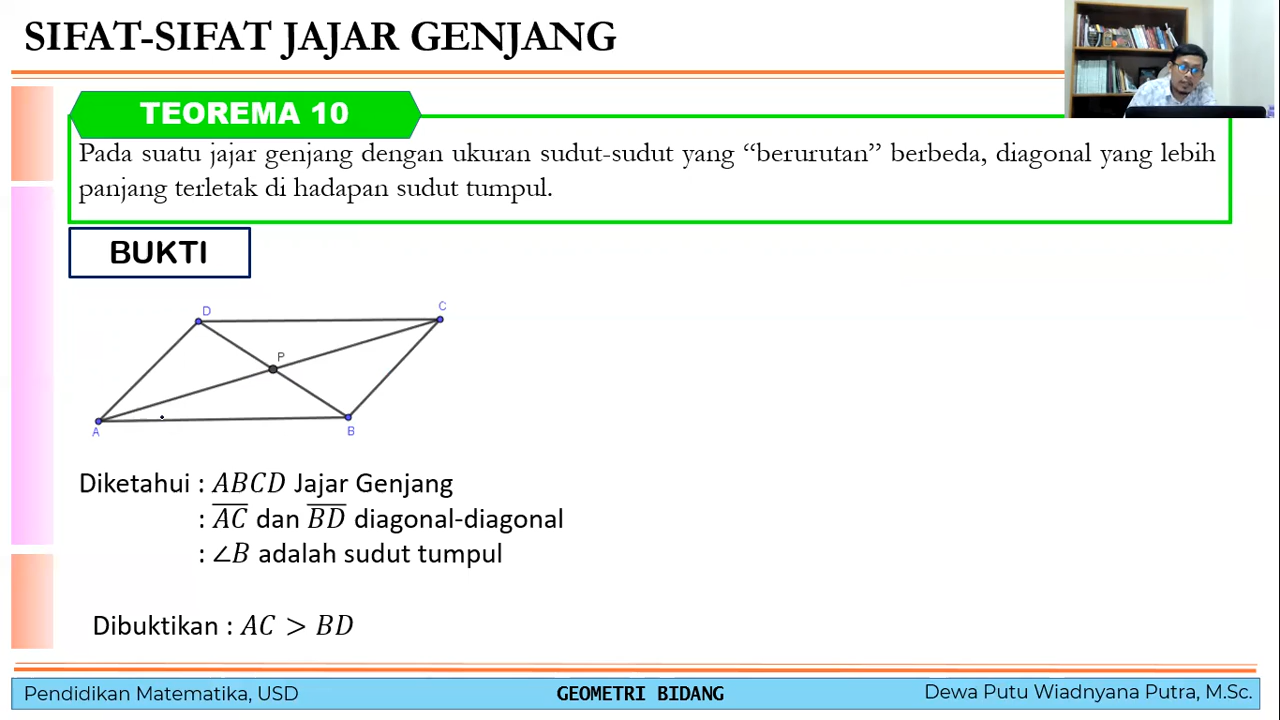 SIFAT-SIFAT JAJAR GENJANG
TEOREMA 10
Pada suatu jajar genjang dengan ukuran sudut-sudut yang “berurutan” berbeda, diagonal yang lebih
panjang terletak di hadapan sudut tumpul.
BUKTI
D
C
P
A
B
Diketahui : ABCD Jajar Genjang
: A̅C̅ dan B̅D̅ diagonal-diagonal
: ∠B adalah sudut tumpul
Dibuktikan : AC > BD
Pendidikan Matematika, USD
GEOMETRI BIDANG
Dewa Putu Wiadnyana Putra, M.Sc.